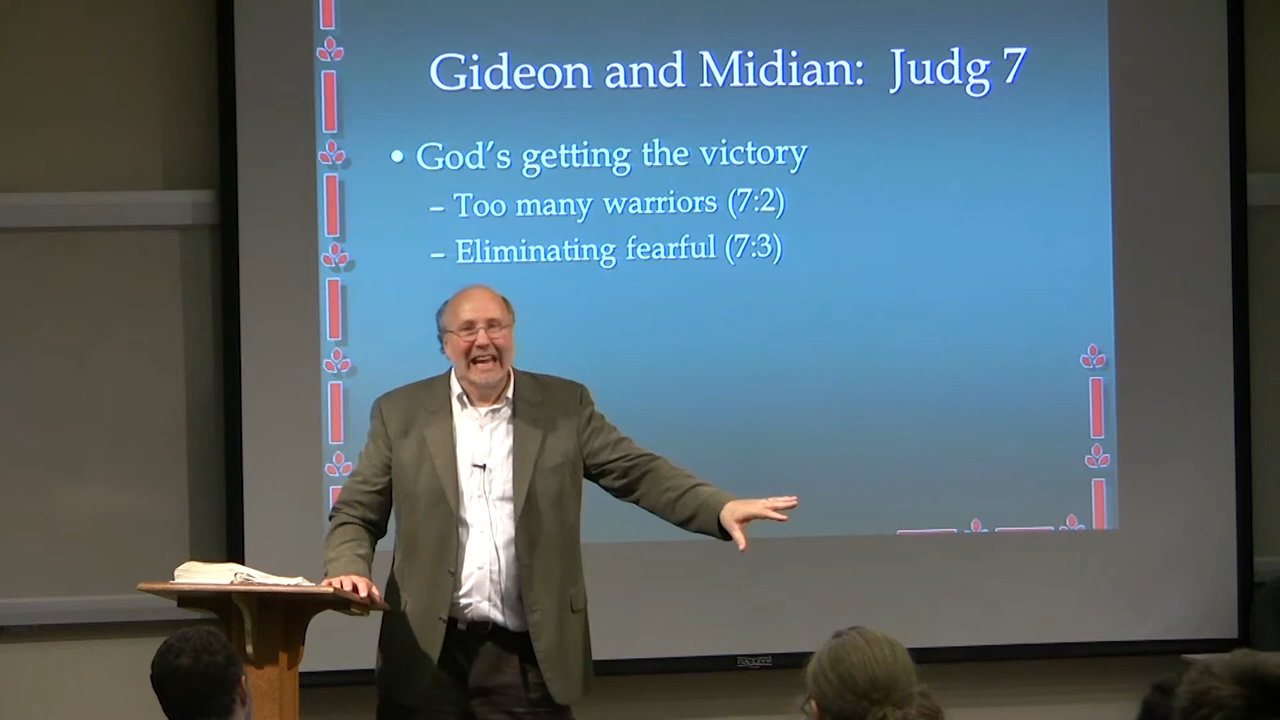 Gideon and Midian: Judg 7
• God's getting the victory
– Too many warriors (7:2)
– Eliminating fearful (7:3)